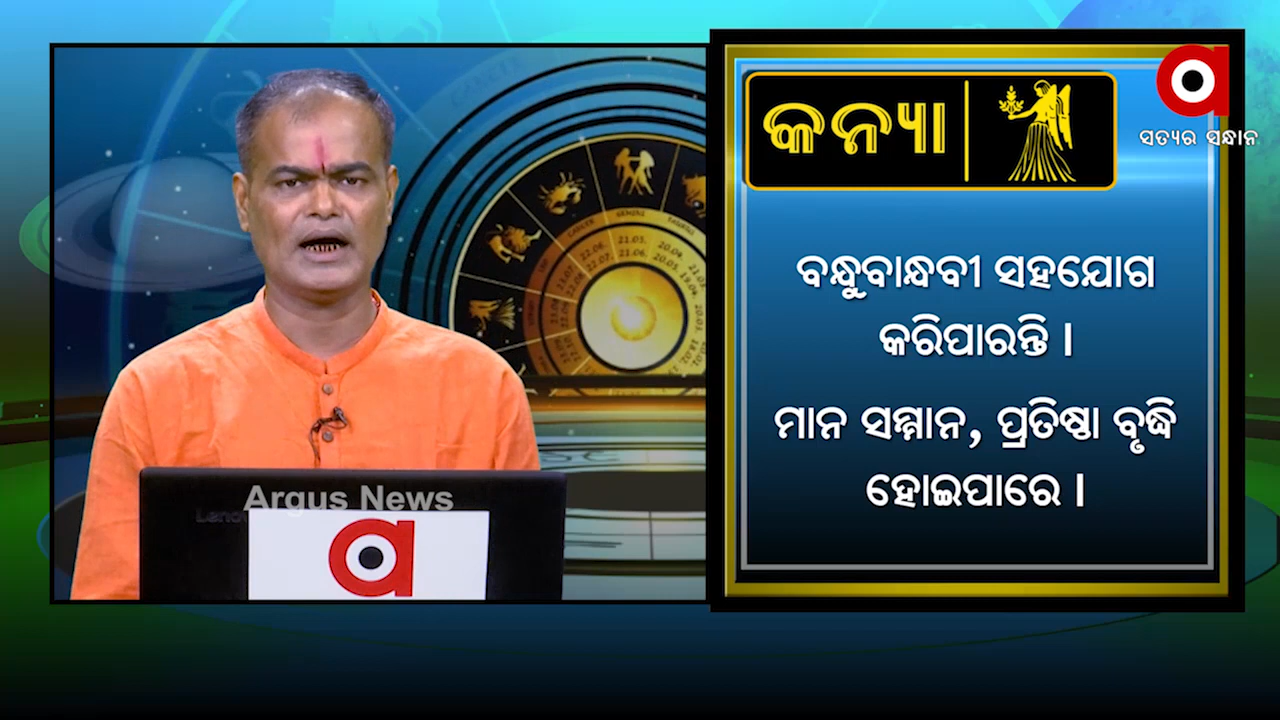 କନ୍ୟା
ସତ୍ୟର ସନ୍ଧାନ
ବନ୍ଧୁବାନ୍ଧବୀ ସହଯୋଗ
କରିପାରନ୍ତି ।
ମାନ ସମ୍ମାନ, ପ୍ରତିଷ୍ଠା ବୃଦ୍ଧି
ହୋଇପାରେ ।
Argus News